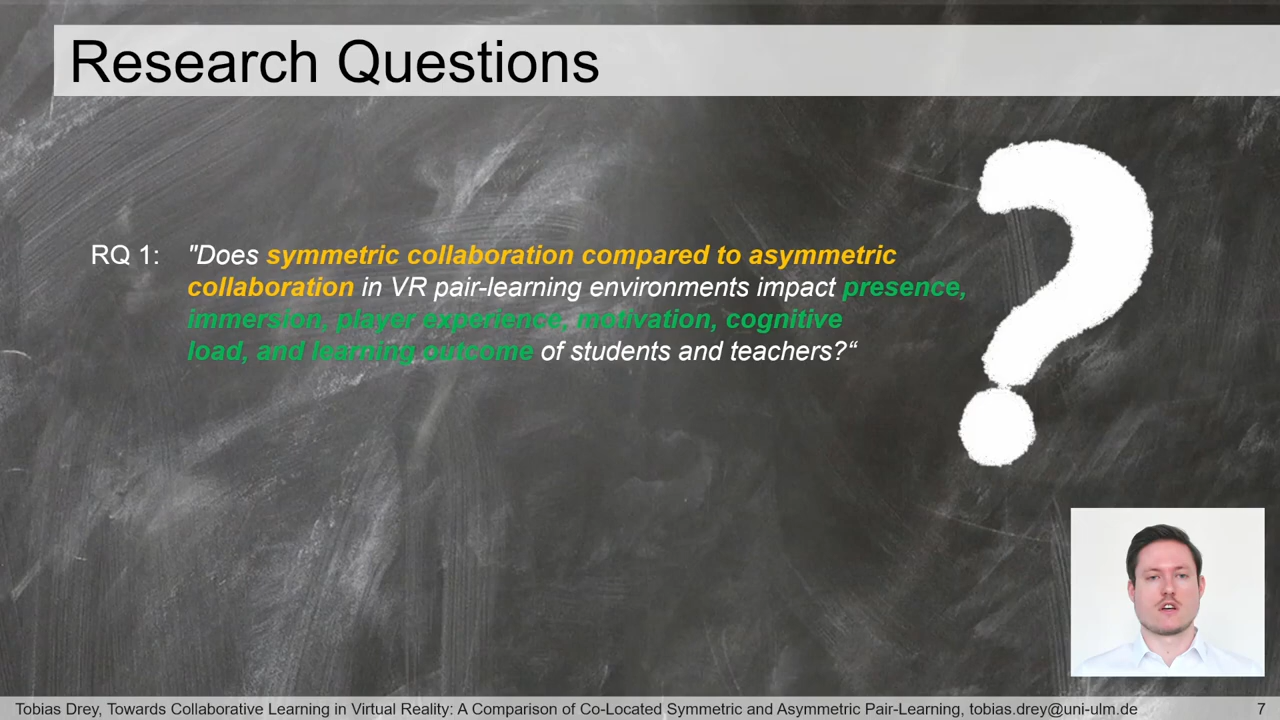 Research Questions
RQ 1: "Does symmetric collaboration compared to asymmetric
collaboration in VR pair-learning environments impact presence,
immersion, player experience, motivation, cognitive
load, and learning outcome of students and teachers?“
Tobias Drey, Towards Collaborative Learning in Virtual Reality: A Comparison of Co-Located Symmetric and Asymmetric Pair-Learning, tobias.drey@uni-ulm.de 7